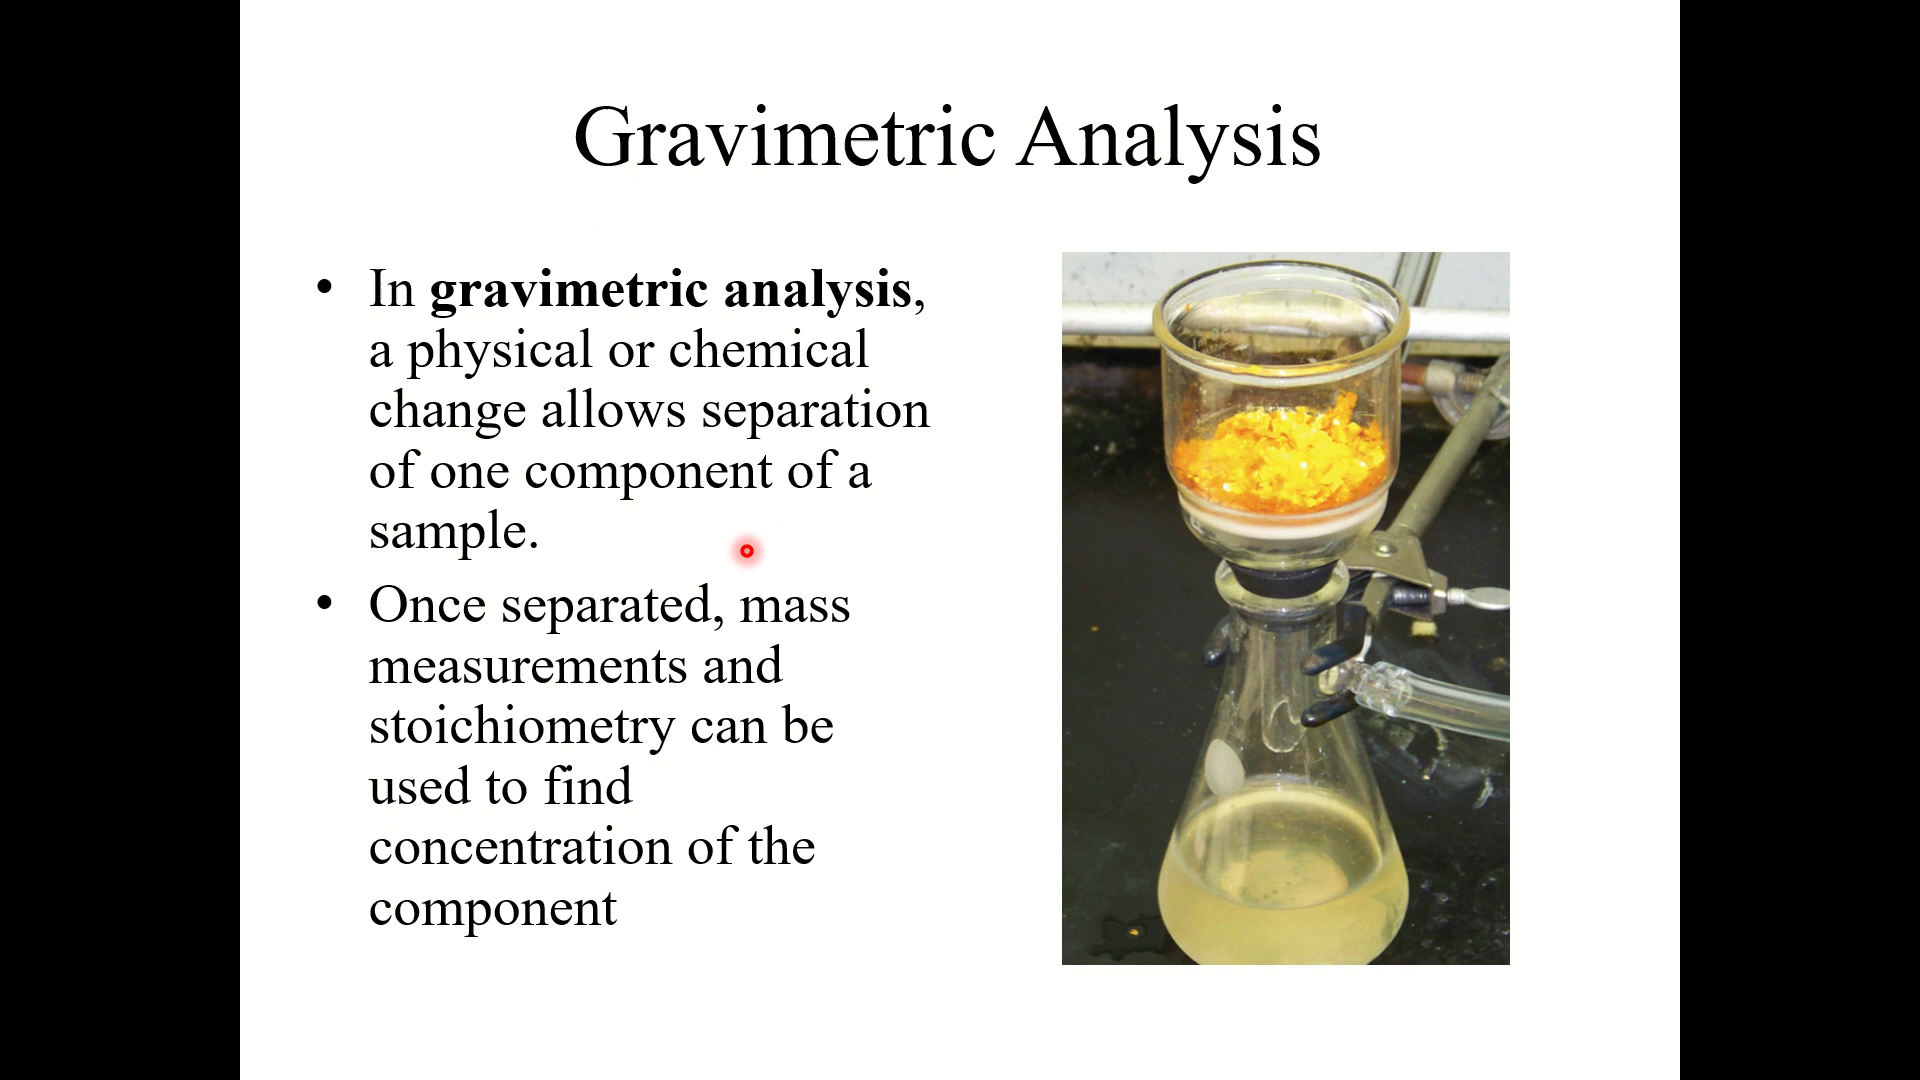 Gravimetric Analysis
• In gravimetric analysis,
a physical or chemical
change allows separation
of one component of a
sample.
• Once separated, mass
measurements and
stoichiometry can be
used to find
concentration of the
component